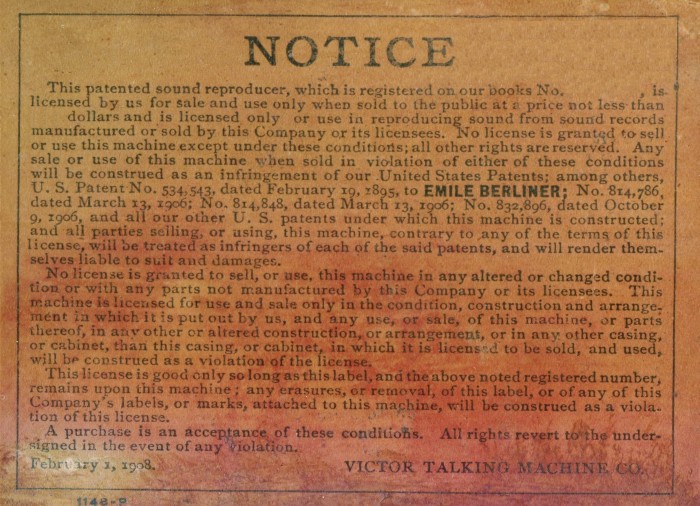 NOTICE
This patented sound reproducer, which is registered on our books No. , is
licensed by us for sale and use only when sold to the public at a price not less than
dollars and is licensed only or use in reproducing sound from sound records
manufactured or sold by this Company or its licensees. No license is granted to sell
or use this machine except under these conditions; all other rights are reserved. Any
sale or use of this machine when sold in violation of either of these conditions
will be construed as an infringement of our United States Patents; among others,
U. S. Patent No. 534,543, dated February 19, 1895, to EMILE BERLINER; No. 814,786,
dated March 13, 1906; No. 814,848, dated March 13, 1906; No. 832,896, dated October
9, 1906, and all our other U. S. patents under which this machine is constructed;
and all parties selling, or using, this machine, contrary to any of the terms of this
license, will be treated as infringers of each of the said patents, and will render them-
selves liable to suit and damages.
No license is granted to sell, or use, this machine in any altered or changed condi-
tion or with any parts not manufactured by this Company or its licensees. This
machine is licensed for use and sale only in the condition, construction and arrange-
ment in which it is put out by us, and any use, or sale, of this machine, or parts
thereof, in any other or altered construction, or arrangement, or in any other casing,
or cabinet, than this casing, or cabinet, in which it is licensed to be sold, and used,
will be construed as a violation of the license.
This license is good only so long as this label, and the above noted registered number,
remains upon this machine; any erasures, or removal, of this label, or of any of this
Company's labels, or marks, attached to this machine, will be construed as a viola-
tion of this license.
A purchase is an acceptance of these conditions. All rights revert to the under-
signed in the event of any violation.
February 1, 1908. VICTOR TALKING MACHINE CO.
1146-P